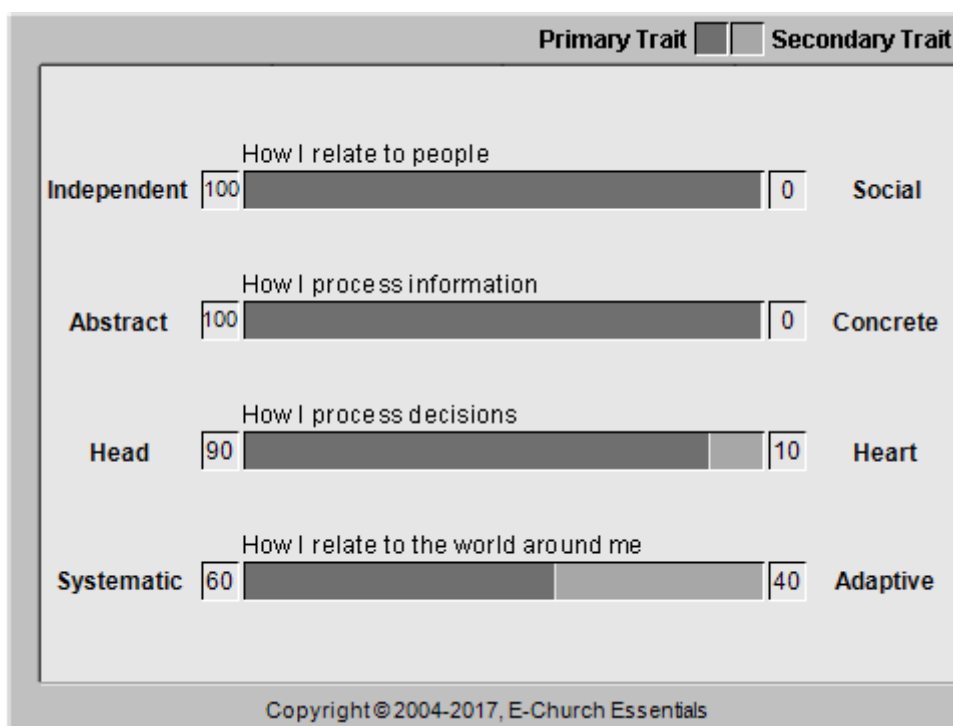 Primary Trait Secondary Trait
How I relate to people
Independent 100 0 Social
How I process information
Abstract 100 0 Concrete
How I process decisions
Head 90 10 Heart
How I relate to the world around me
Systematic 60 40 Adaptive
Copyright © 2004-2017, E-Church Essentials